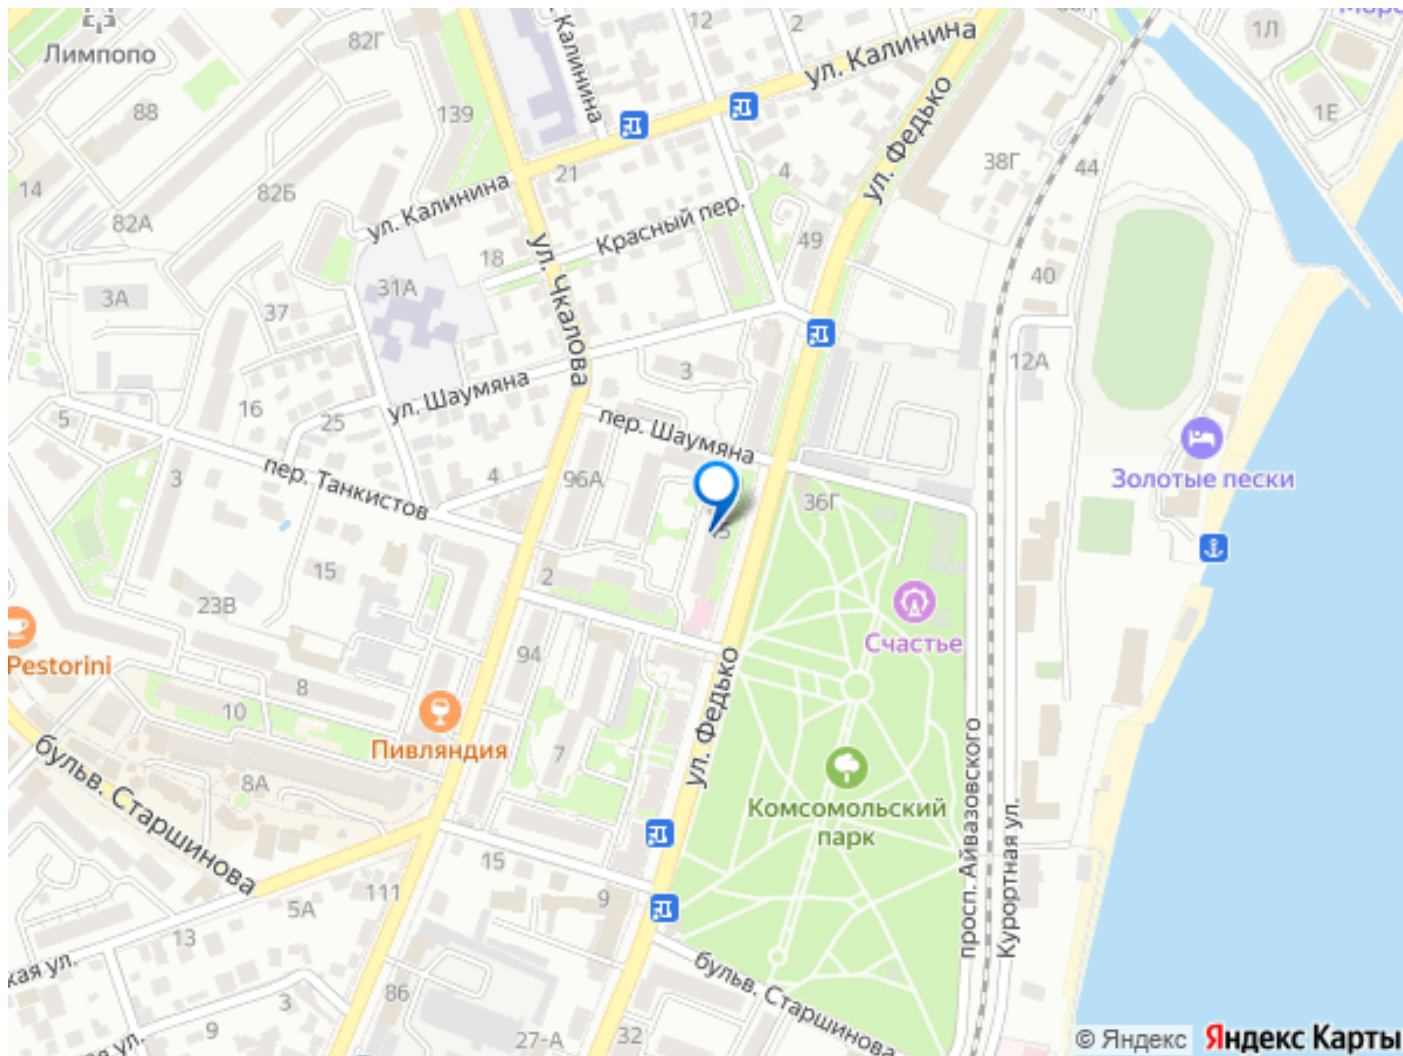 Лимпопо
82Г
12
2
1Л
88
139
1Е
ул. Калинина
Калинина
ул. Федько
14
82Б
21
4
38Г
44
82А
ул. Калинина
Красный пер.
18
49
ул. Чкалова
31А
40
3А
37
12А
3
16
25
ул. Шаумяна
5
пер. Шаумяна
Золотые пески
3
пер. Танкистов
4
96А
36Г
15
2
23В
Счастье
Pestorini
94
8
10
ул. Федько
Пивляндия
7
бульв. Старшинова
8А
Комсомольский
парк
просп. Айвазовского
Курортная ул.
15
111
9
5А
13
кая ул.
бульв. Старшинова
86
3
9
ул.
27-А
32
© Яндекс Яндекс Карты